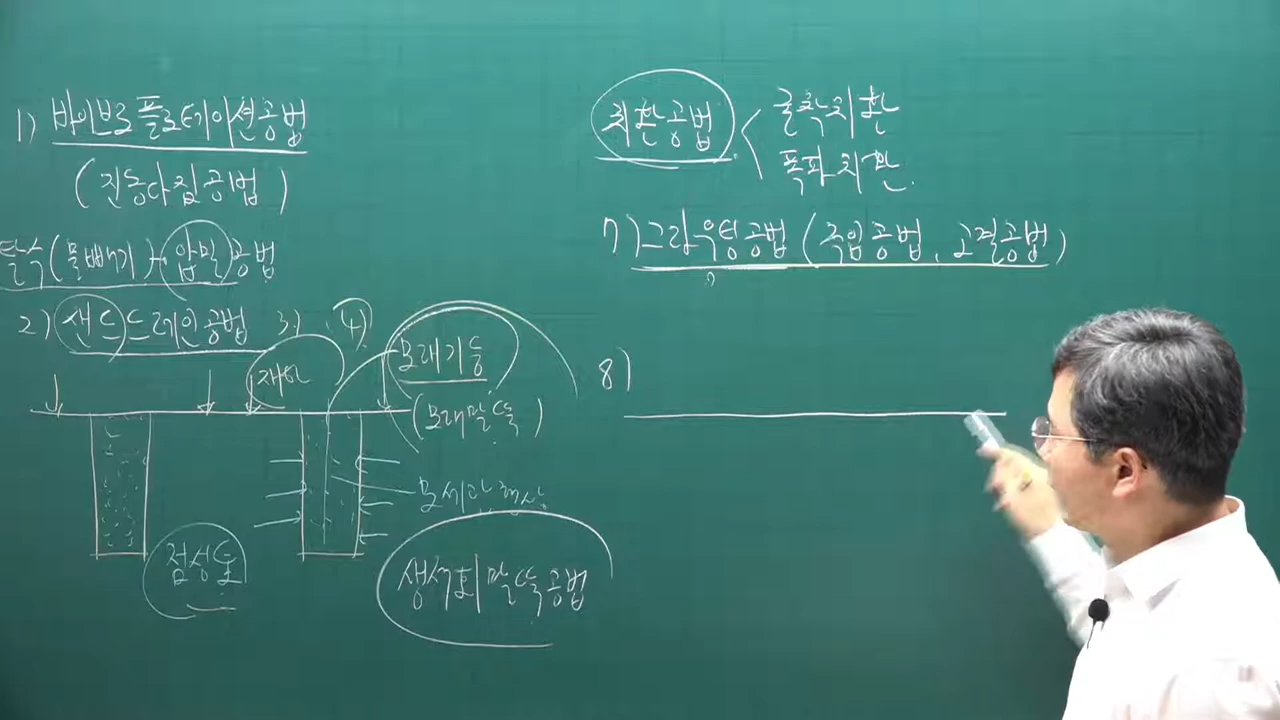 1) 바이브로플로테이션공법
(진동다짐공법)
탈수(물빼기)→압밀공법
2) 샌드드레인공법 3) (4)
재하
모래기둥
(모래말뚝)
점성토
생석회말뚝공법
치환공법 < 굴착치환
폭파치환.
7) 그라우팅공법 (주입공법, 고결공법)
8)